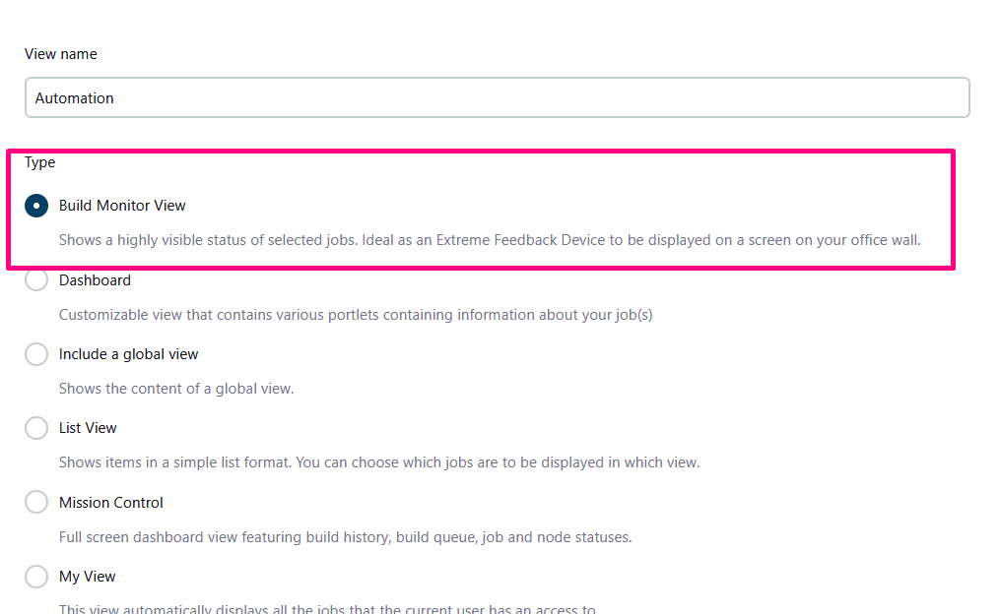 View name
Automation
Type
Build Monitor View
Shows a highly visible status of selected jobs. Ideal as an Extreme Feedback Device to be displayed on a screen on your office wall.
Dashboard
Customizable view that contains various portlets containing information about your job(s)
Include a global view
Shows the content of a global view.
List View
Shows items in a simple list format. You can choose which jobs are to be displayed in which view.
Mission Control
Full screen dashboard view featuring build history, build queue, job and node statuses.
My View
This view automatically displays all the jobs that the current user has an access to.